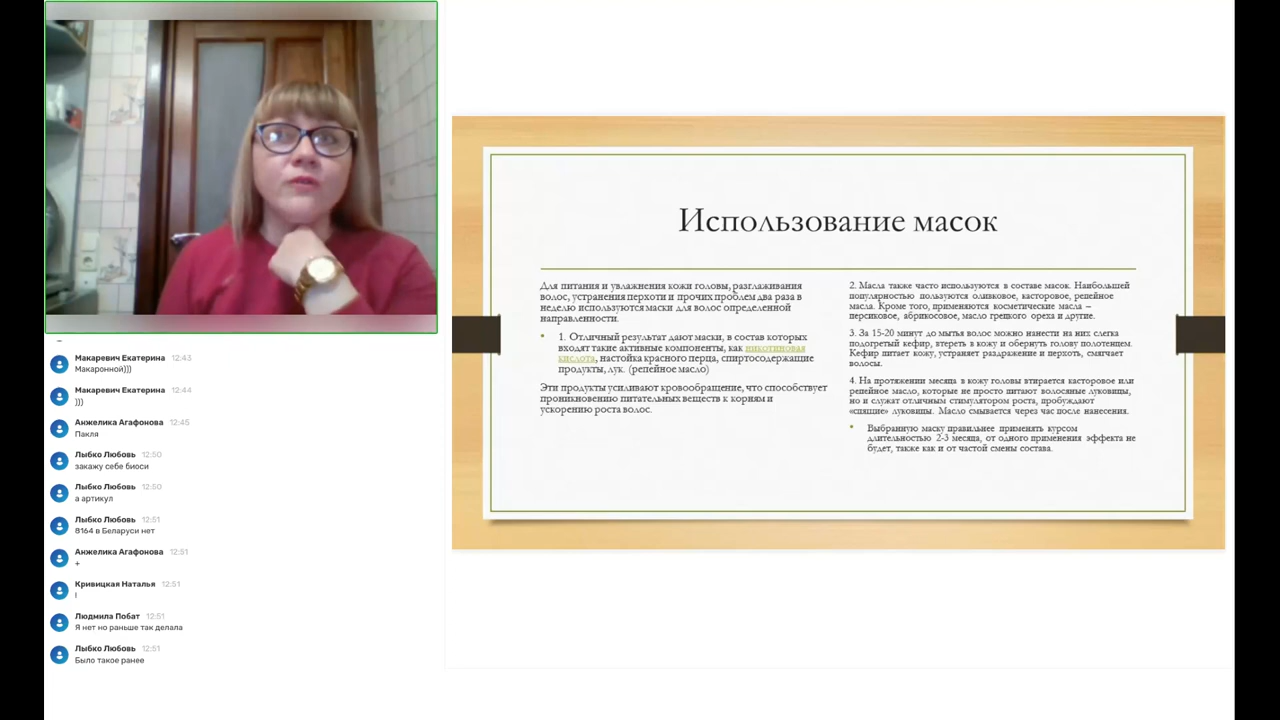 Макаревич Екатерина 12:43
Макаронной)))
Макаревич Екатерина 12:44
)))
Анжелика Агафонова 12:45
Пакля
Лыбко Любовь 12:50
закажу себе биоси
Лыбко Любовь 12:50
а артикул
Лыбко Любовь 12:51
8164 в Беларуси нет
Анжелика Агафонова 12:51
+
Кривицкая Наталья 12:51
!
Людмила Побат 12:51
Я нет но раньше так делала
Лыбко Любовь 12:51
Было такое ранее
Использование масок
Для питания и увлажнения кожи головы,разглаживания
волос, устранения перхоти и прочих проблем два раза в
неделю используются маски для волос определенной
направленности.
• 1. Отличный результат дают маски, в состав которых
входят такие активные компоненты, как никотиновая
кислота, настойка красного перца, спиртосодержащие
продукты, лук. (репейное масло)
Эти продукты усиливают кровообращение, что способствует
проникновению питательных веществ к корням и
ускорению роста волос.
2. Масла также часто используются в составе масок. Наибольшей
популярностью пользуются оливковое, касторовое, репейное
масла. Кроме того, применяются косметические масла –
персиковое, абрикосовое, масло грецкого ореха и другие.
3. За 15-20 минут до мытья волос можно нанести на них слегка
подогретый кефир, втереть в кожу и обернуть голову полотенцем.
Кефир питает кожу, устраняет раздражение и перхоть, смягчает
волосы.
4. На протяжении месяца в кожу головы втирается касторовое или
репейное масло, которые не просто питают волосяные луковицы,
но и служат отличным стимулятором роста, пробуждают
«спящие» луковицы. Масло смывается через час после нанесения.
• Выбранную маску правильнее применять курсом
длительностью 2-3 месяца, от одного применения эффекта не
будет, также как и от частой смены состава.